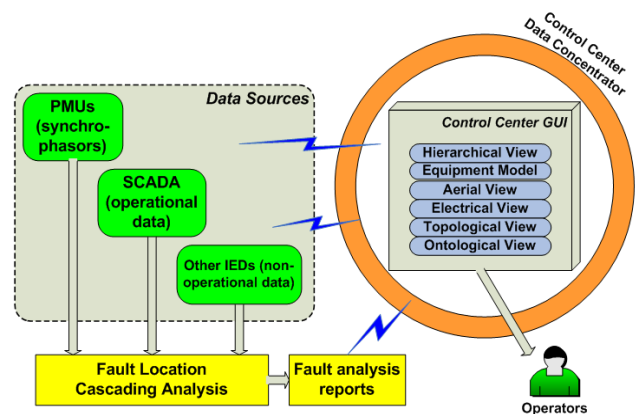 Control Center
Data Concentrator
Data Sources
PMUs
(synchro-
phasors)
SCADA
(operational
data)
Other IEDs (non-
operational data)
Control Center GUI
Hierarchical View
Equipment Model
Aerial View
Electrical View
Topological View
Ontological View
Fault Location
Cascading Analysis
Fault analysis
reports
Operators